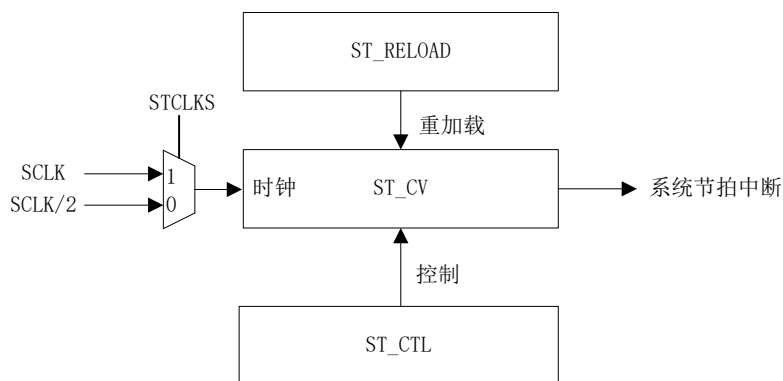 ST_RELOAD
STCLKS
重加载
SCLK
1
时钟
ST_CV
系统节拍中断
SCLK/2
0
控制
ST_CTL